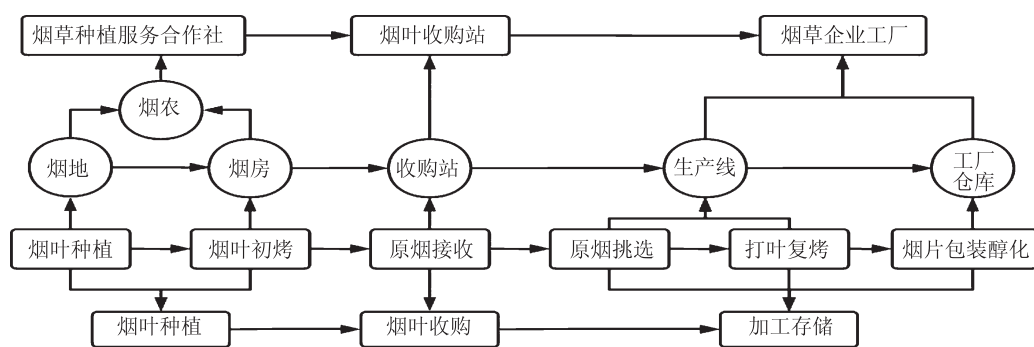 烟草种植服务合作社
烟叶收购站
烟草企业工厂
烟农
烟地
烟房
收购站
生产线
工厂
仓库
烟叶种植
烟叶初烤
原烟接收
原烟挑选
打叶复烤
烟片包装醇化
烟叶种植
烟叶收购
加工存储